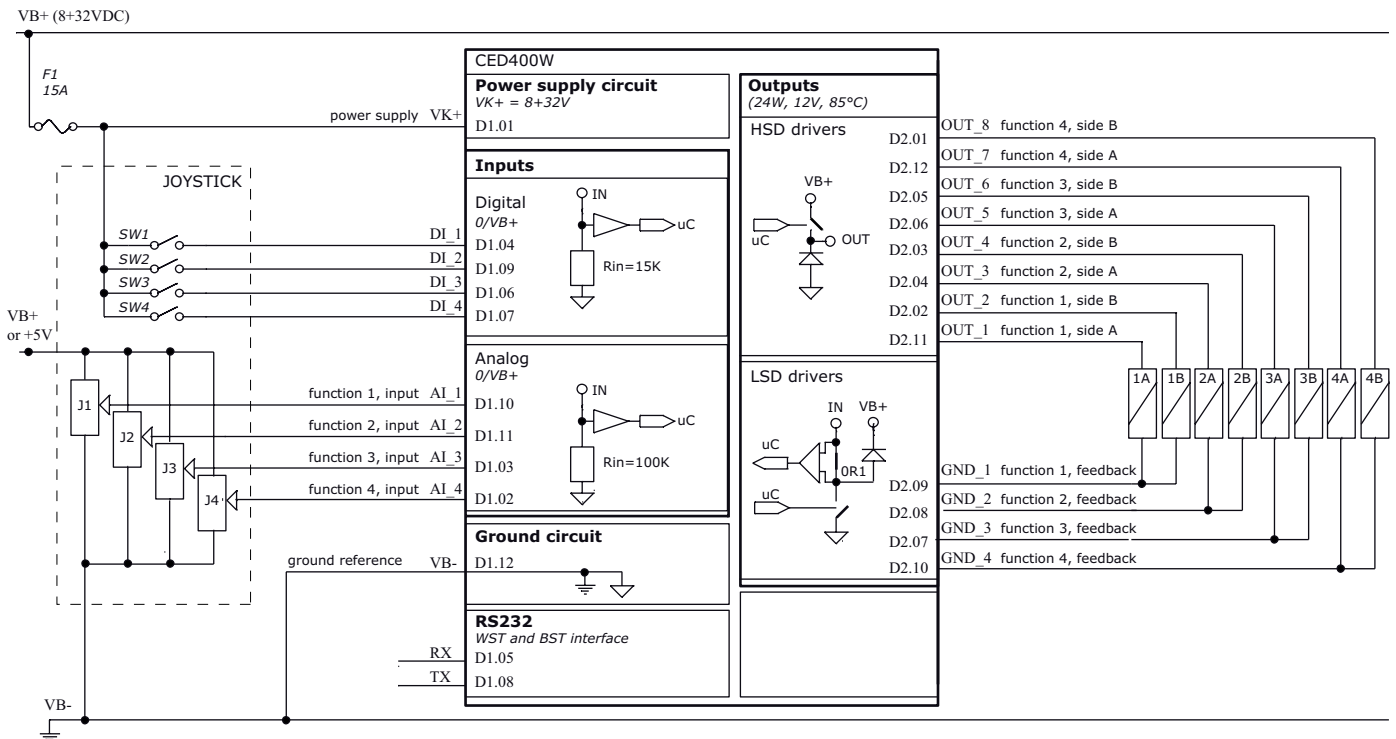 VB+ (8+32VDC)
F1
15A
power supply VK+
JOYSTICK
SW1
SW2
SW3
SW4
DI_1
DI_2
DI_3
DI_4
VB+
or +5V
J1
J2
J3
J4
function 1, input AI_1
function 2, input AI_2
function 3, input AI_3
function 4, input AI_4
ground reference VB-
RX
TX
VB-
CED400W
Power supply circuit
VK+ = 8+32V
D1.01
Inputs
Digital
0/VB+
D1.04
D1.09
D1.06
D1.07
IN
uC
Rin=15K
Analog
0/VB+
D1.10
D1.11
D1.03
D1.02
IN
uC
Rin=100K
Ground circuit
D1.12
RS232
WST and BST interface
D1.05
D1.08
Outputs
(24W, 12V, 85°C)
HSD drivers
VB+
uC
OUT
D2.01
D2.12
D2.05
D2.06
D2.03
D2.04
D2.02
D2.11
LSD drivers
IN VB+
uC
0R1
uC
D2.09
D2.08
D2.07
D2.10
OUT_8 function 4, side B
OUT_7 function 4, side A
OUT_6 function 3, side B
OUT_5 function 3, side A
OUT_4 function 2, side B
OUT_3 function 2, side A
OUT_2 function 1, side B
OUT_1 function 1, side A
1A 1B 2A 2B 3A 3B 4A 4B
GND_1 function 1, feedback
GND_2 function 2, feedback
GND_3 function 3, feedback
GND_4 function 4, feedback